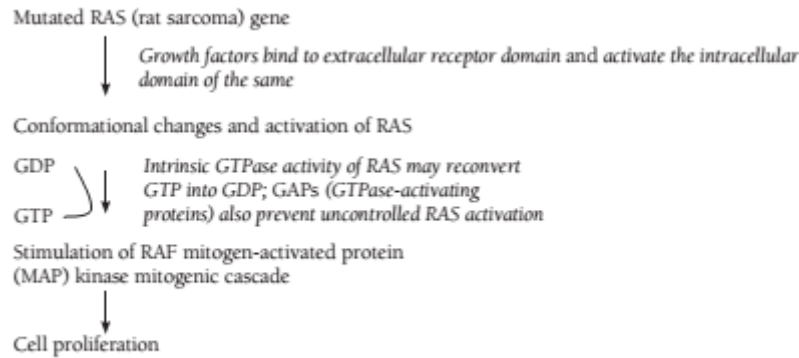 Mutated RAS (rat sarcoma) gene
Growth factors bind to extracellular receptor domain and activate the intracellular
domain of the same
Conformational changes and activation of RAS
GDP
Intrinsic GTPase activity of RAS may reconvert
GTP into GDP; GAPs (GTPase-activating
GTP
proteins) also prevent uncontrolled RAS activation
Stimulation of RAF mitogen-activated protein
(MAP) kinase mitogenic cascade
Cell proliferation